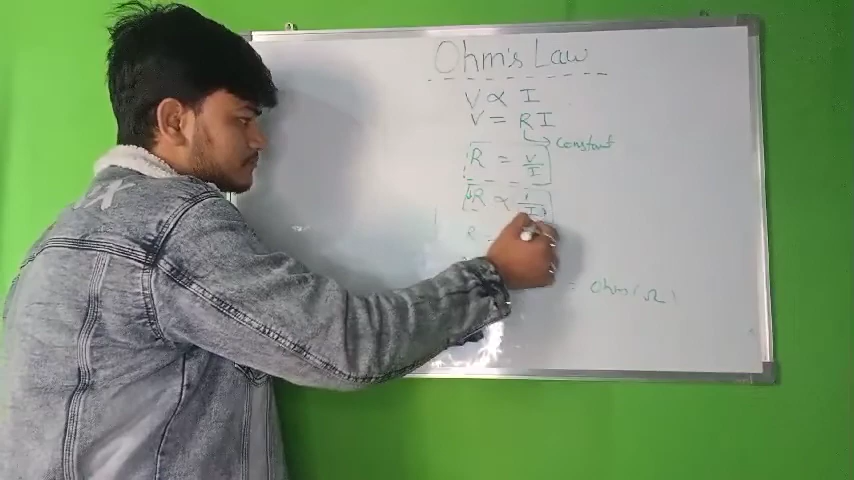 Ohm's Law
V ∝ I
V = RI
Constant
R = V/I
R ∝ 1/I
R =
= Ohm(Ω)